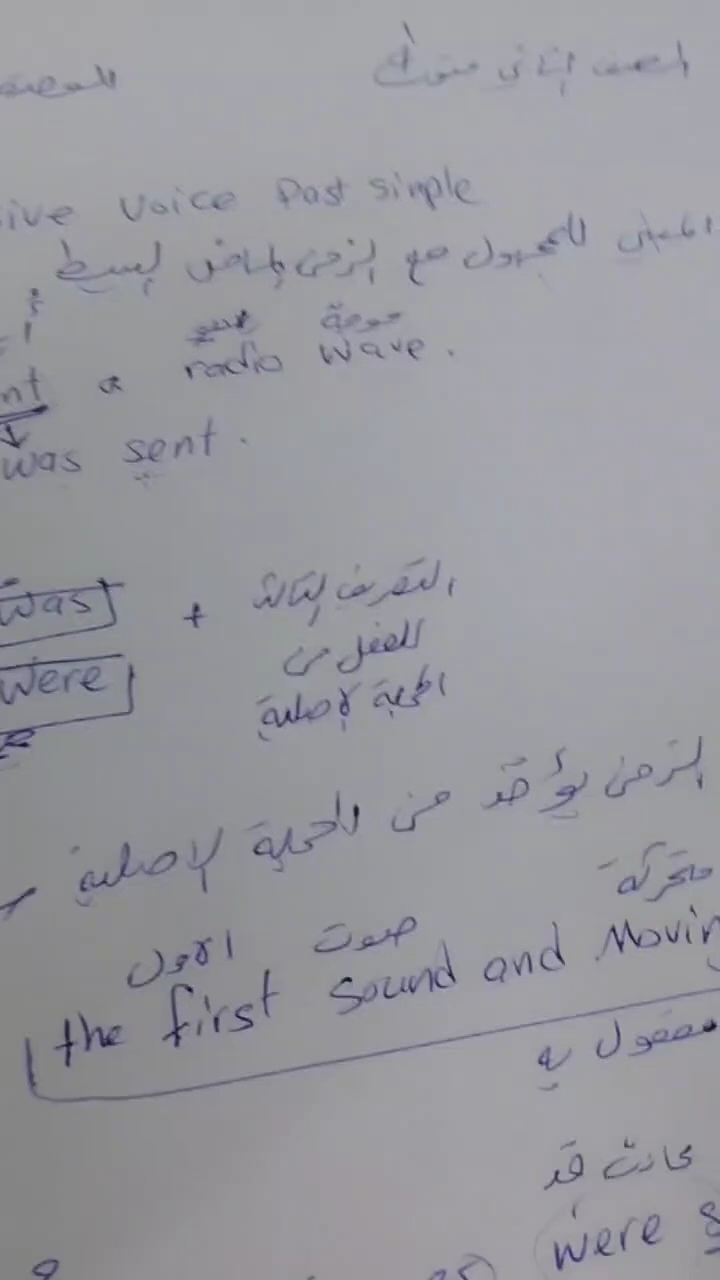 الصف الثاني متوسط
Voice Past simple
المبني للمجهول مع الزمن الماضي البسيط
موجة
a radio wave.
was sent.
was + التصريف الثالث
للفعل من
were
الجملة الاصلية
الزمن يؤخذ من الجملة الاصلية
متحركة
صوت الاول
the first sound and Movin
مفعول به
كانت قد
were s